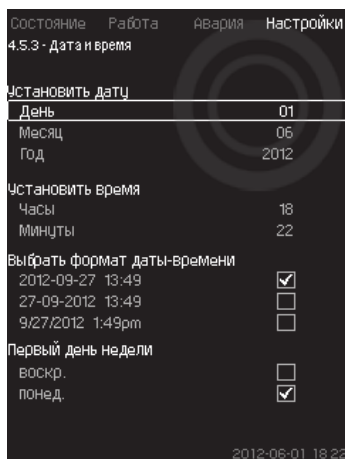 Состояние Работа Авария Настройки
4.5.3 - Дата и время
Установить дату
День 01
Месяц 06
Год 2012
Установить время
Часы 18
Минуты 22
Выбрать формат даты-времени
2012-09-27 13:49
27-09-2012 13:49
9/27/2012 1:49pm
Первый день недели
воскр.
понед.
2012-06-01 18:22